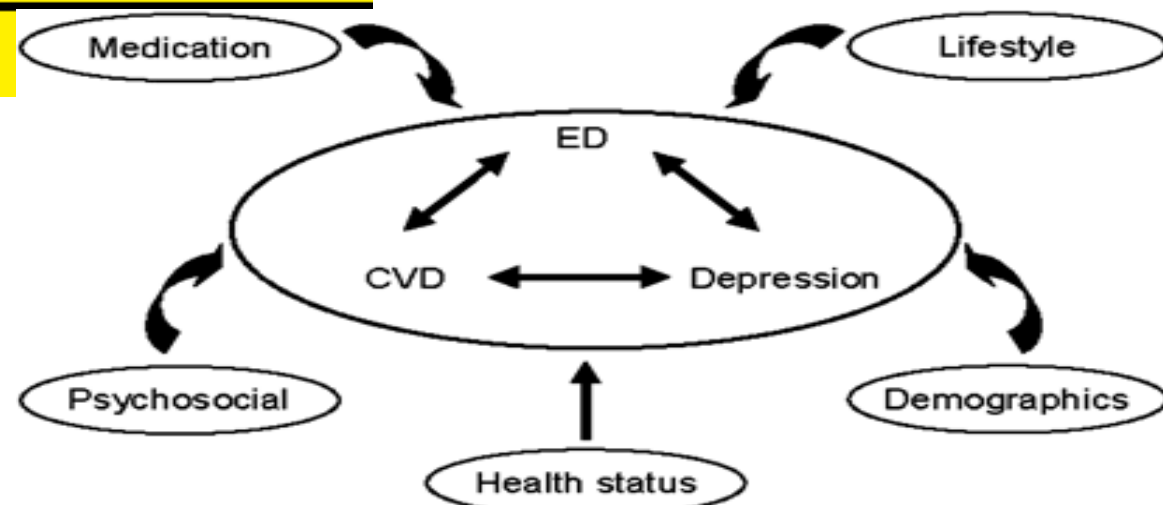 Medication
Lifestyle
ED
CVD
Depression
Psychosocial
Demographics
Health status